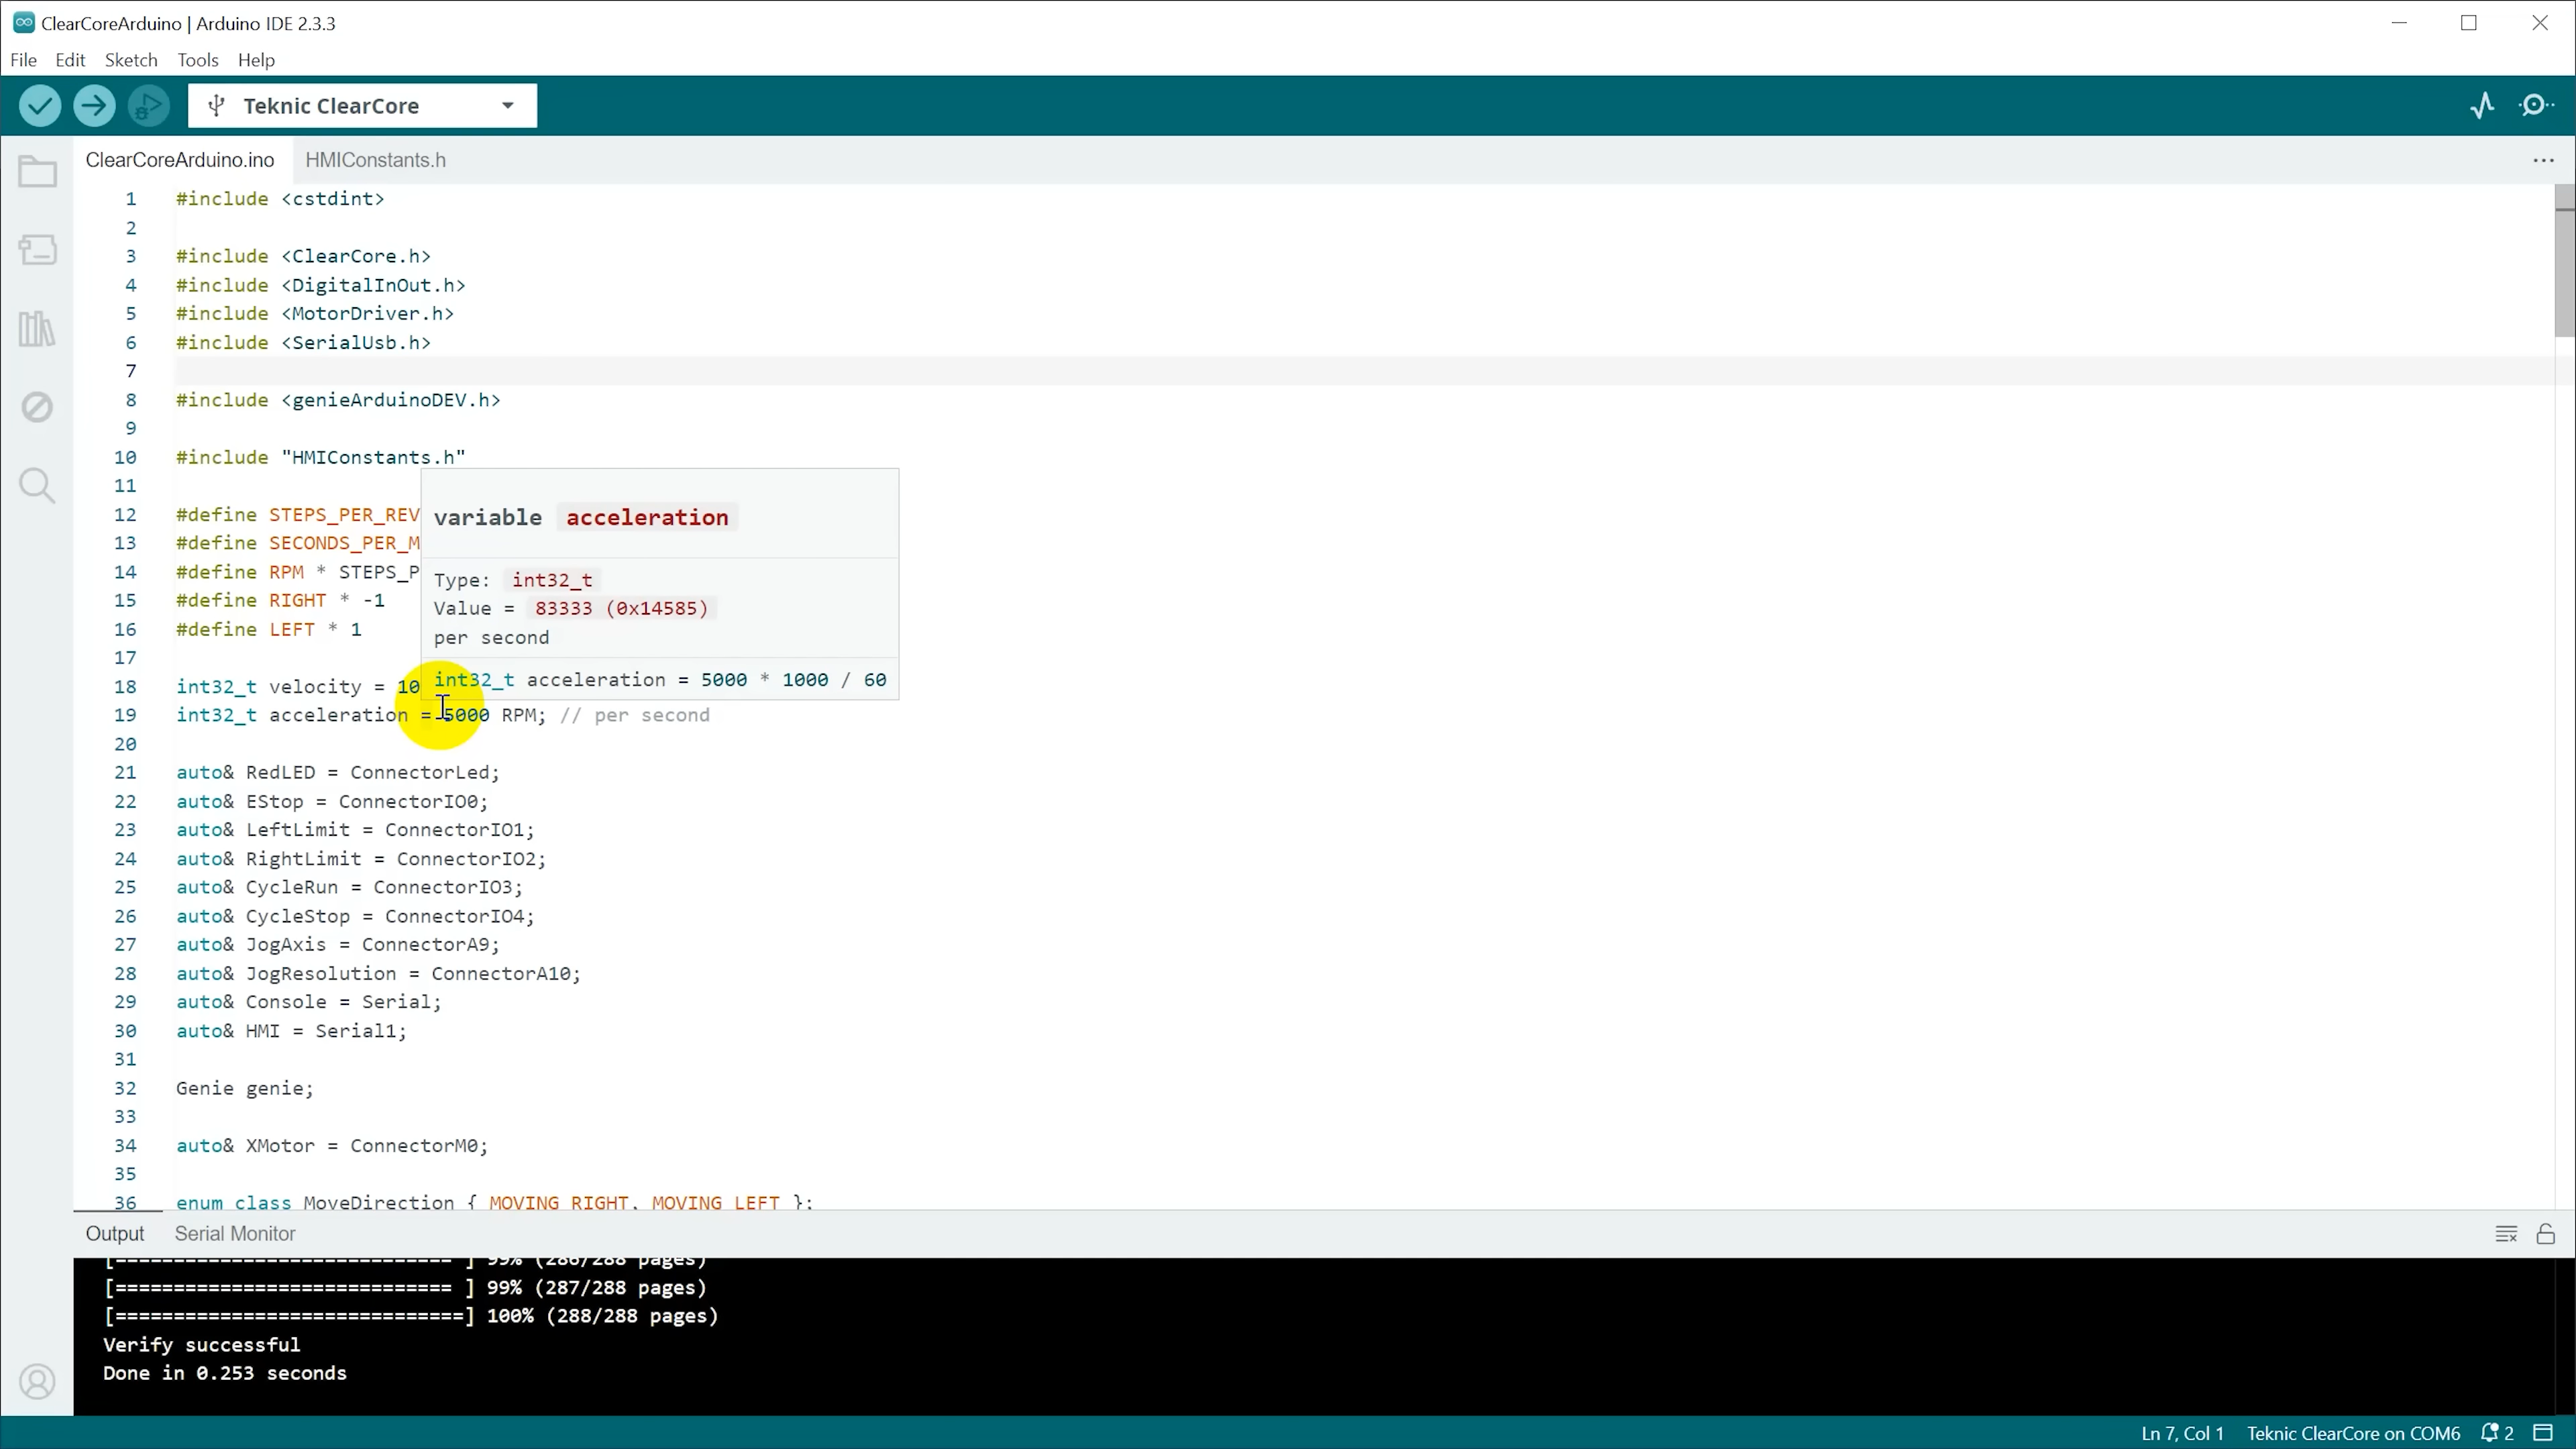 ClearCoreArduino | Arduino IDE 2.3.3
File Edit Sketch Tools Help
Teknic ClearCore
ClearCoreArduino.ino HMIConstants.h
1 #include <cstdint>
2
3 #include <ClearCore.h>
4 #include <DigitalInOut.h>
5 #include <MotorDriver.h>
6 #include <SerialUsb.h>
7
8 #include <genieArduinoDEV.h>
9
10 #include "HMIConstants.h"
11
12 #define STEPS_PER_REV
13 #define SECONDS_PER_M
14 #define RPM * STEPS_P
15 #define RIGHT * -1
16 #define LEFT * 1
17
variable acceleration
Type: int32_t
Value = 83333 (0x14585)
per second
int32_t acceleration = 5000 * 1000 / 60
18 int32_t velocity = 10
19 int32_t acceleration = 5000 RPM; // per second
20
21 auto& RedLED = ConnectorLed;
22 auto& EStop = ConnectorIO0;
23 auto& LeftLimit = ConnectorIO1;
24 auto& RightLimit = ConnectorIO2;
25 auto& CycleRun = ConnectorIO3;
26 auto& CycleStop = ConnectorIO4;
27 auto& JogAxis = ConnectorA9;
28 auto& JogResolution = ConnectorA10;
29 auto& Console = Serial;
30 auto& HMI = Serial1;
31
32 Genie genie;
33
34 auto& XMotor = ConnectorM0;
35
36 enum class MoveDirection { MOVING_RIGHT, MOVING_LEFT };
Output Serial Monitor
[============================= ] 99% (286/288 pages)
[============================= ] 99% (287/288 pages)
[==============================] 100% (288/288 pages)
Verify successful
Done in 0.253 seconds
Ln 7, Col 1 Teknic ClearCore on COM6 2